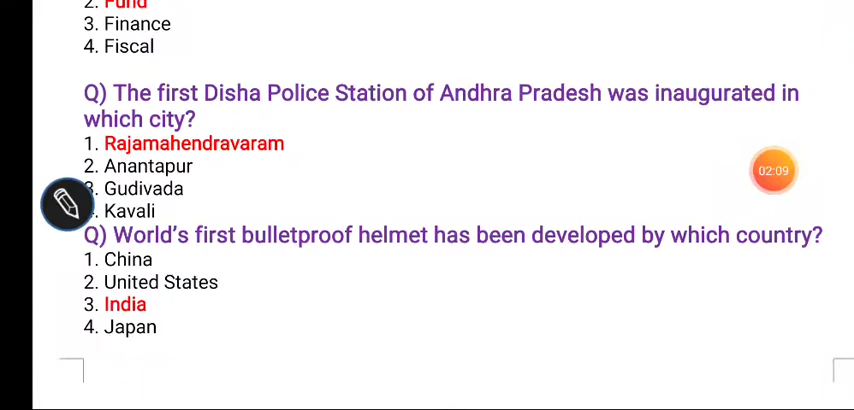 2. Fund
3. Finance
4. Fiscal
Q) The first Disha Police Station of Andhra Pradesh was inaugurated in
which city?
1. Rajamahendravaram
2. Anantapur
02:09
3. Gudivada
. Kavali
Q) World's first bulletproof helmet has been developed by which country?
1. China
2. United States
3. India
4. Japan